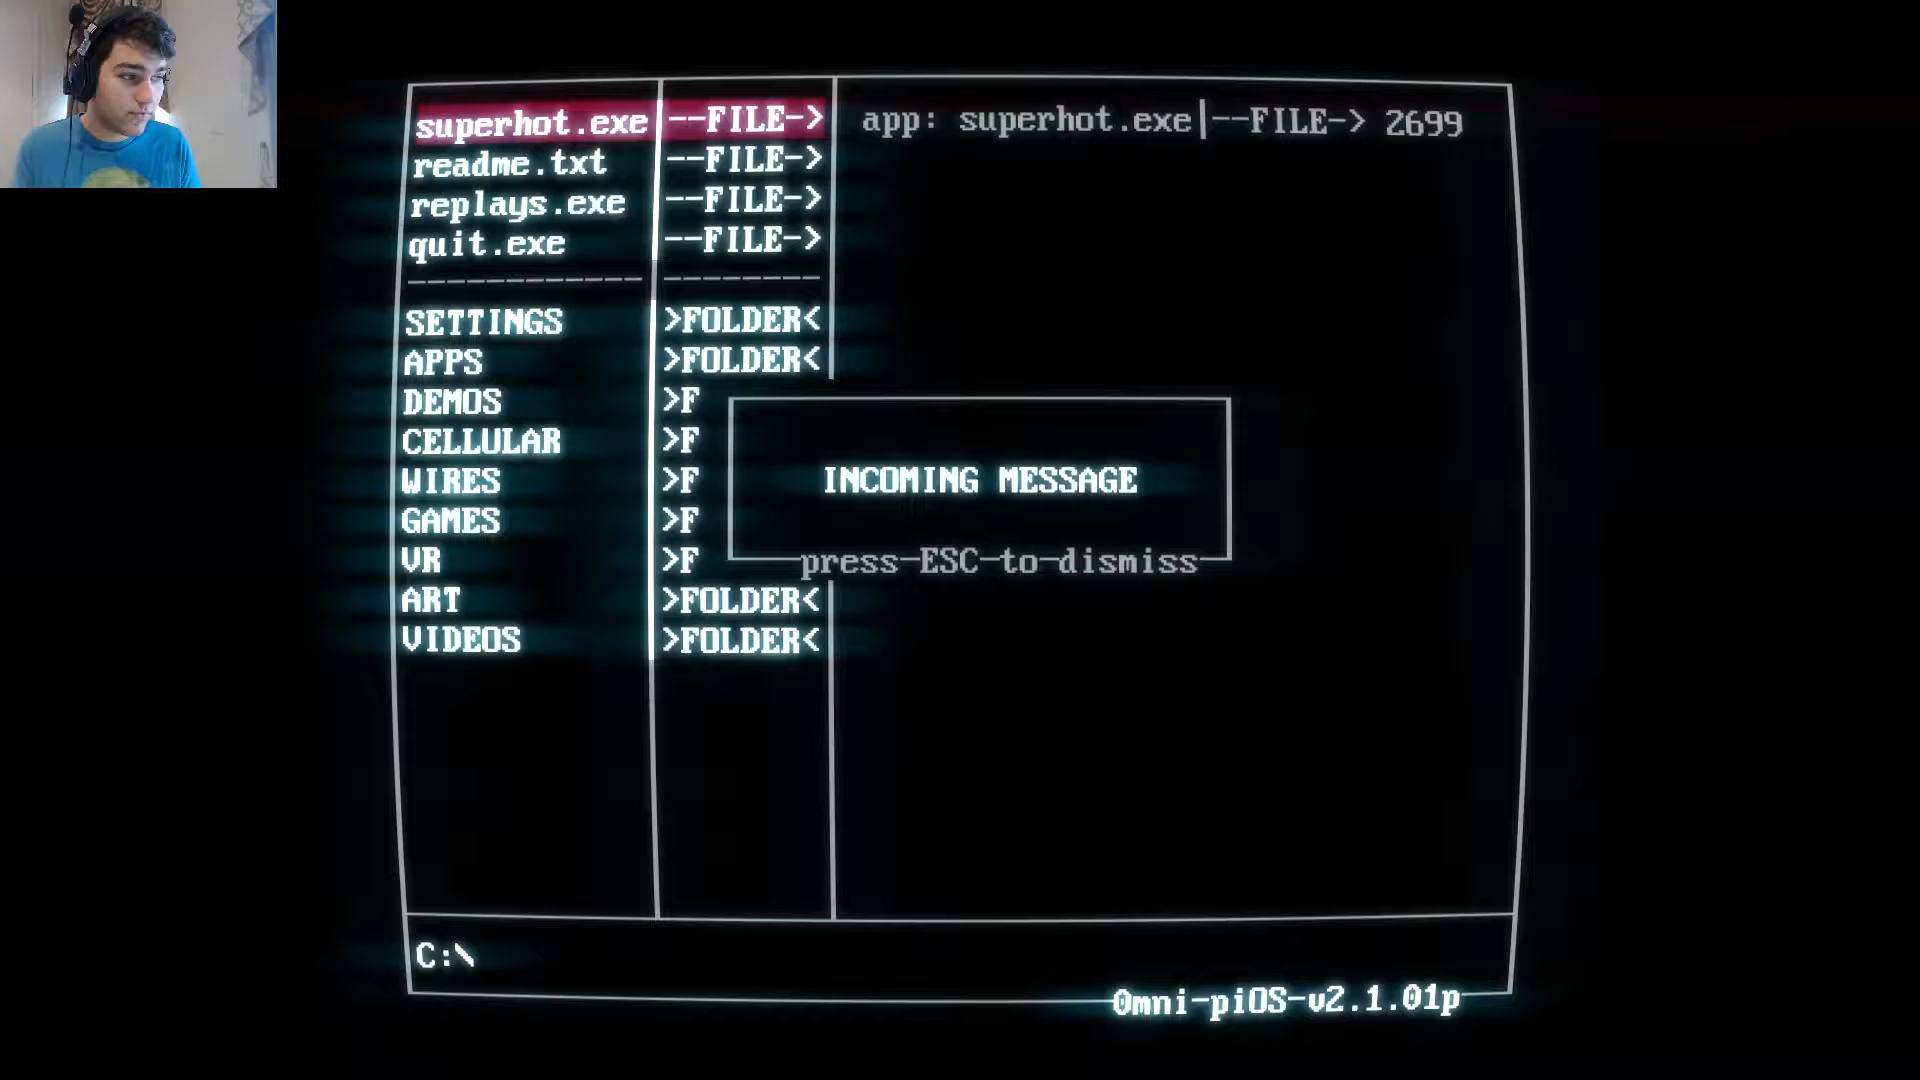 superhot.exe --FILE-> app: superhot.exe|--FILE-> 2699
readme.txt --FILE->
replays.exe --FILE->
quit.exe --FILE->
------------ --------
SETTINGS >FOLDER<
APPS >FOLDER<
DEMOS >F
CELLULAR >F
WIRES >F
GAMES >F
VR >F
ART >FOLDER<
VIDEOS >FOLDER<
INCOMING MESSAGE
press-ESC-to-dismiss
C:\
0mni-piOS-v2.1.01p